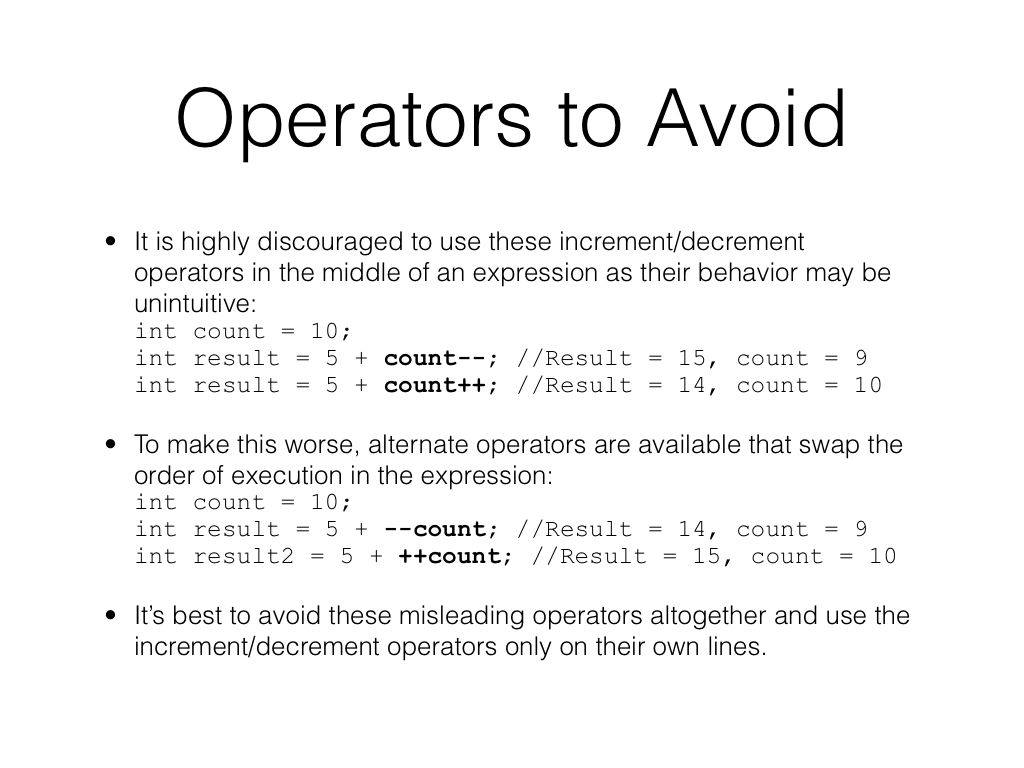 Operators to Avoid
• It is highly discouraged to use these increment/decrement
operators in the middle of an expression as their behavior may be
unintuitive:
int count = 10;
int result = 5 + count--; //Result = 15, count = 9
int result = 5 + count++; //Result = 14, count = 10
• To make this worse, alternate operators are available that swap the
order of execution in the expression:
int count = 10;
int result = 5 + --count; //Result = 14, count = 9
int result2 = 5 + ++count; //Result = 15, count = 10
• It’s best to avoid these misleading operators altogether and use the
increment/decrement operators only on their own lines.